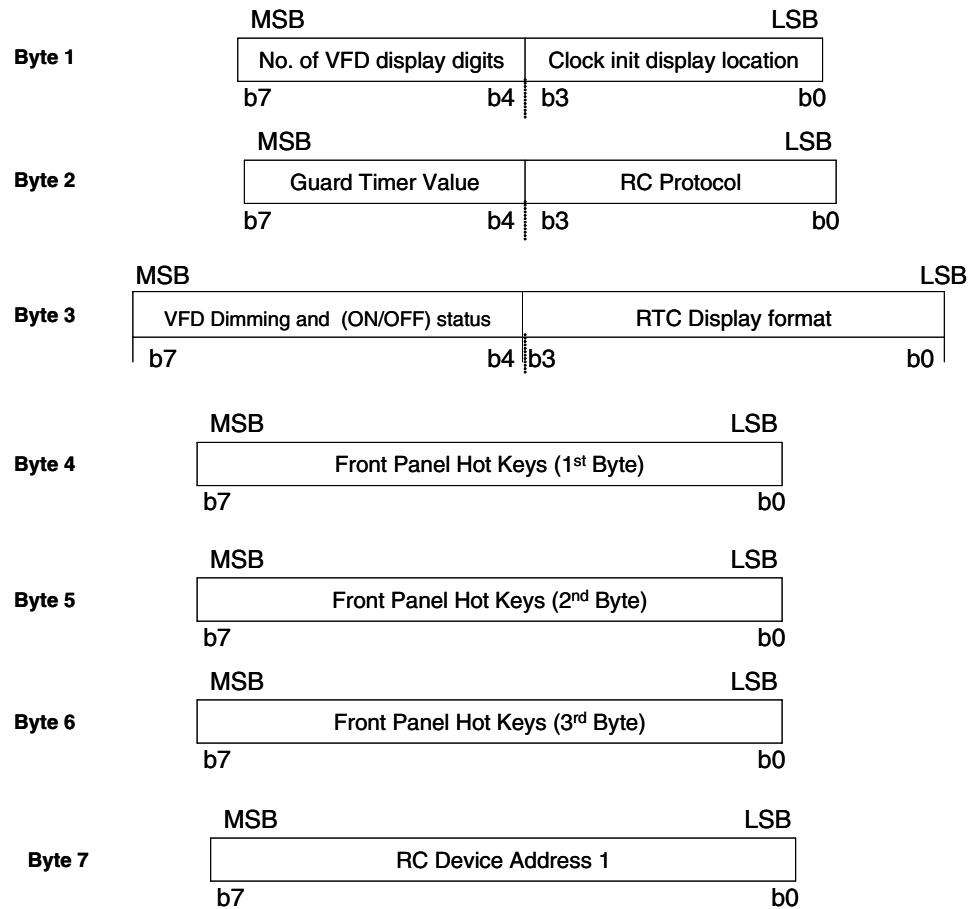 MSB LSB
Byte 1 No. of VFD display digits Clock init display location
b7 b4 b3 b0
MSB LSB
Byte 2 Guard Timer Value RC Protocol
b7 b4 b3 b0
MSB LSB
Byte 3 VFD Dimming and (ON/OFF) status RTC Display format
b7 b4 b3 b0
MSB LSB
Byte 4 Front Panel Hot Keys (1st Byte)
b7 b0
MSB LSB
Byte 5 Front Panel Hot Keys (2nd Byte)
b7 b0
MSB LSB
Byte 6 Front Panel Hot Keys (3rd Byte)
b7 b0
MSB LSB
Byte 7 RC Device Address 1
b7 b0